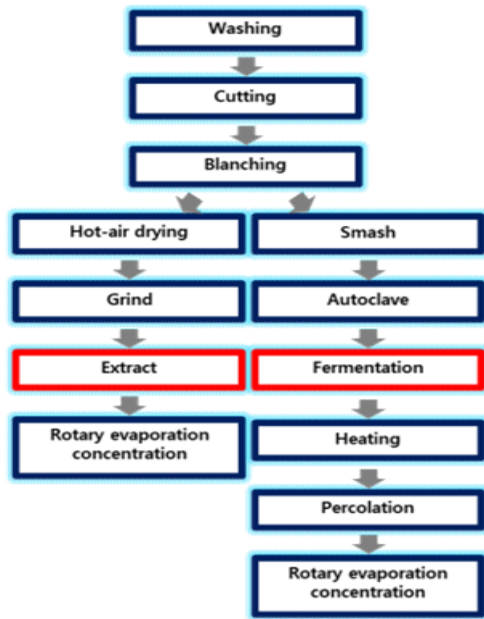 Washing
Cutting
Blanching
Hot-air drying
Smash
Grind
Autoclave
Extract
Fermentation
Rotary evaporation
concentration
Heating
Percolation
Rotary evaporation
concentration